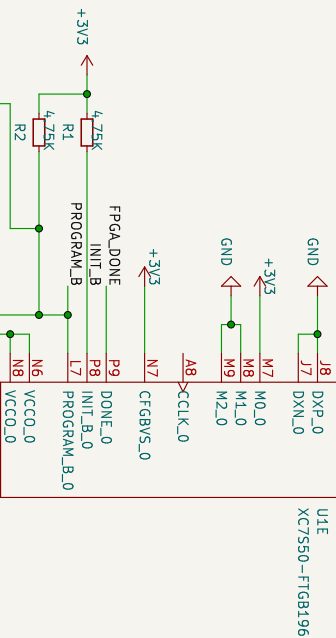 +3V3
4.75K
R1
4.75K
R2
PROGRAM_B
INIT_B
FPGA_DONE
+3V3
GND
+3V3
GND
N8
N6
L7
P8
P9
N7
A8
M9
M8
M7
J7
J8
VCCO_0
VCCO_0
PROGRAM_B_0
INIT_B_0
DONE_0
CFGBVS_0
CCLK_0
M2_0
M1_0
M0_0
DXN_0
DXP_0
U1E
XC7S50-FTGB196